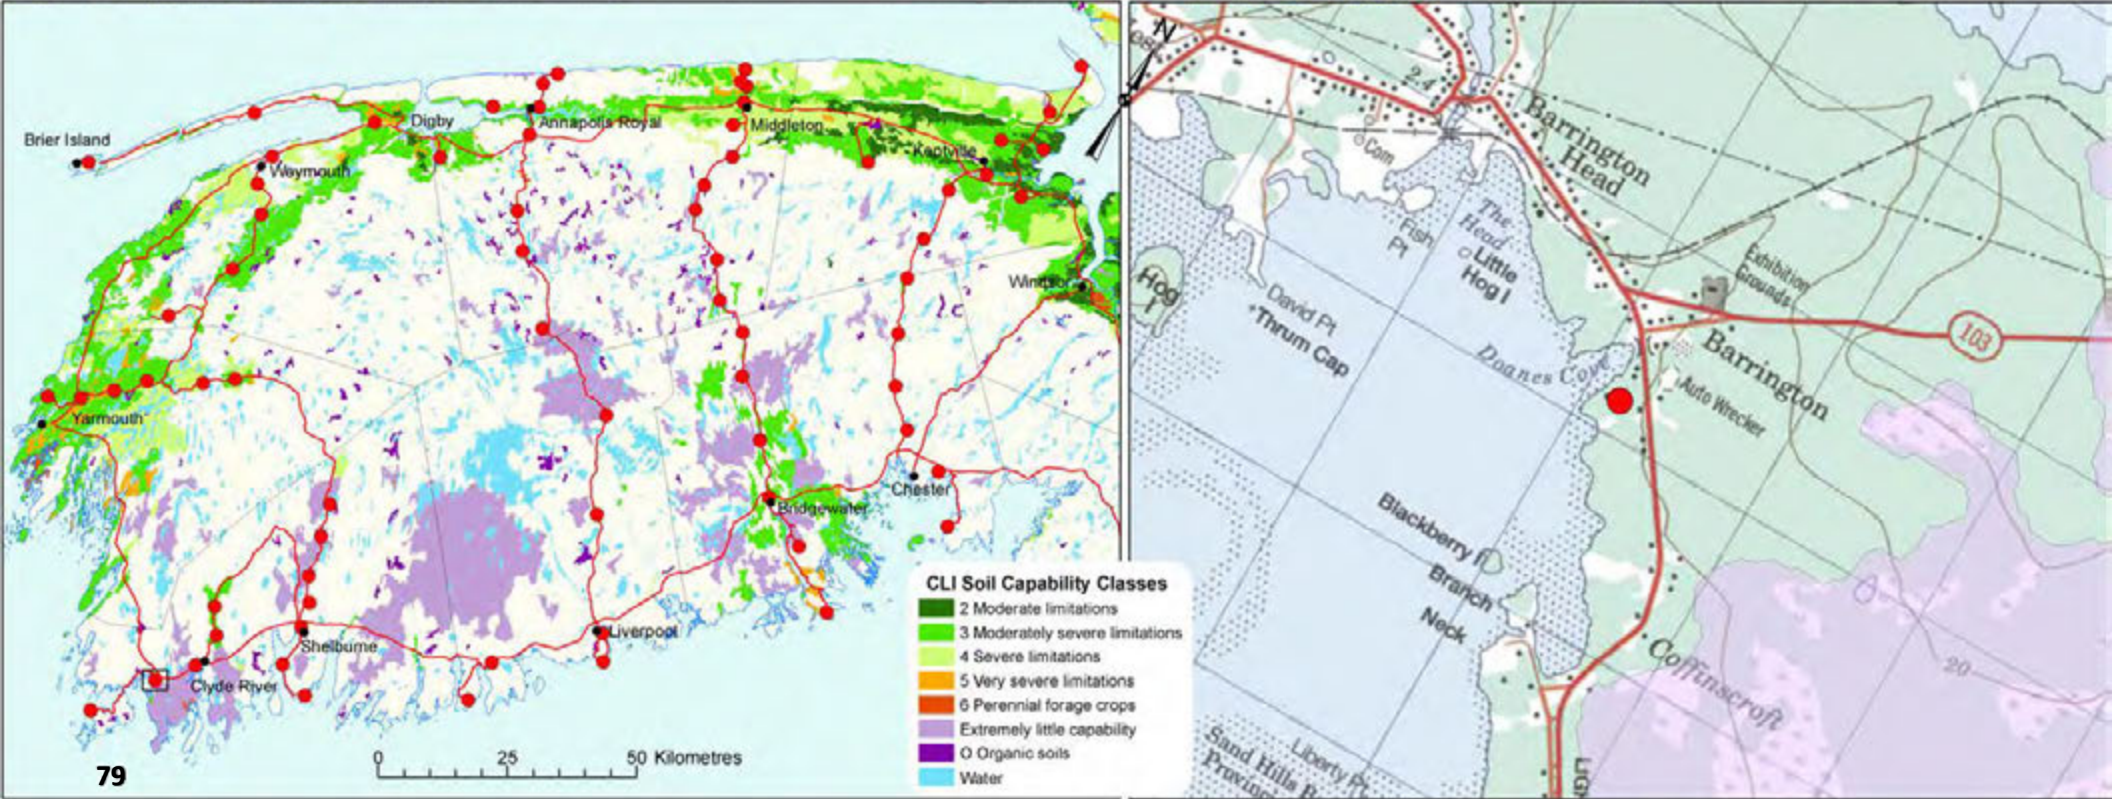 Brier Island
Digby
Weymouth
Annapolis Royal
Middleton
Kentville
Windsor
Yarmouth
Chester
Bridgewater
Shelburne
Liverpool
Clyde River
CLI Soil Capability Classes
2 Moderate limitations
3 Moderately severe limitations
4 Severe limitations
5 Very severe limitations
6 Perennial forage crops
Extremely little capability
O Organic soils
Water
0 25 50 Kilometres
79
N
2.4
Barrington
Head
Com
Fish
Pt
The
Head
Little
Hog I
Hog
I
David Pt
Thrum Cap
Doanes Cove
Exhibition
Grounds
103
Barrington
Auto Wrecker
Blackberry I
Branch
Neck
Coffinscroft
20
Liberty Pt
Sand Hills